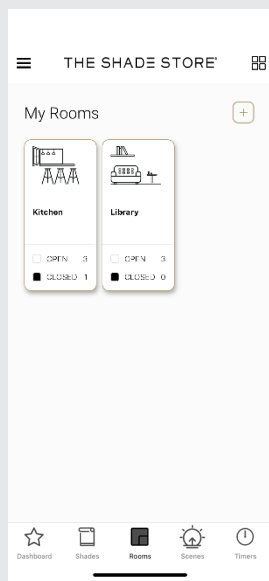 THE SHADE STORE
My Rooms
Kitchen
Library
OPEN 3
CLOSED 1
OPEN 3
CLOSED 0
Dashboard
Shades
Rooms
Scenes
Timers